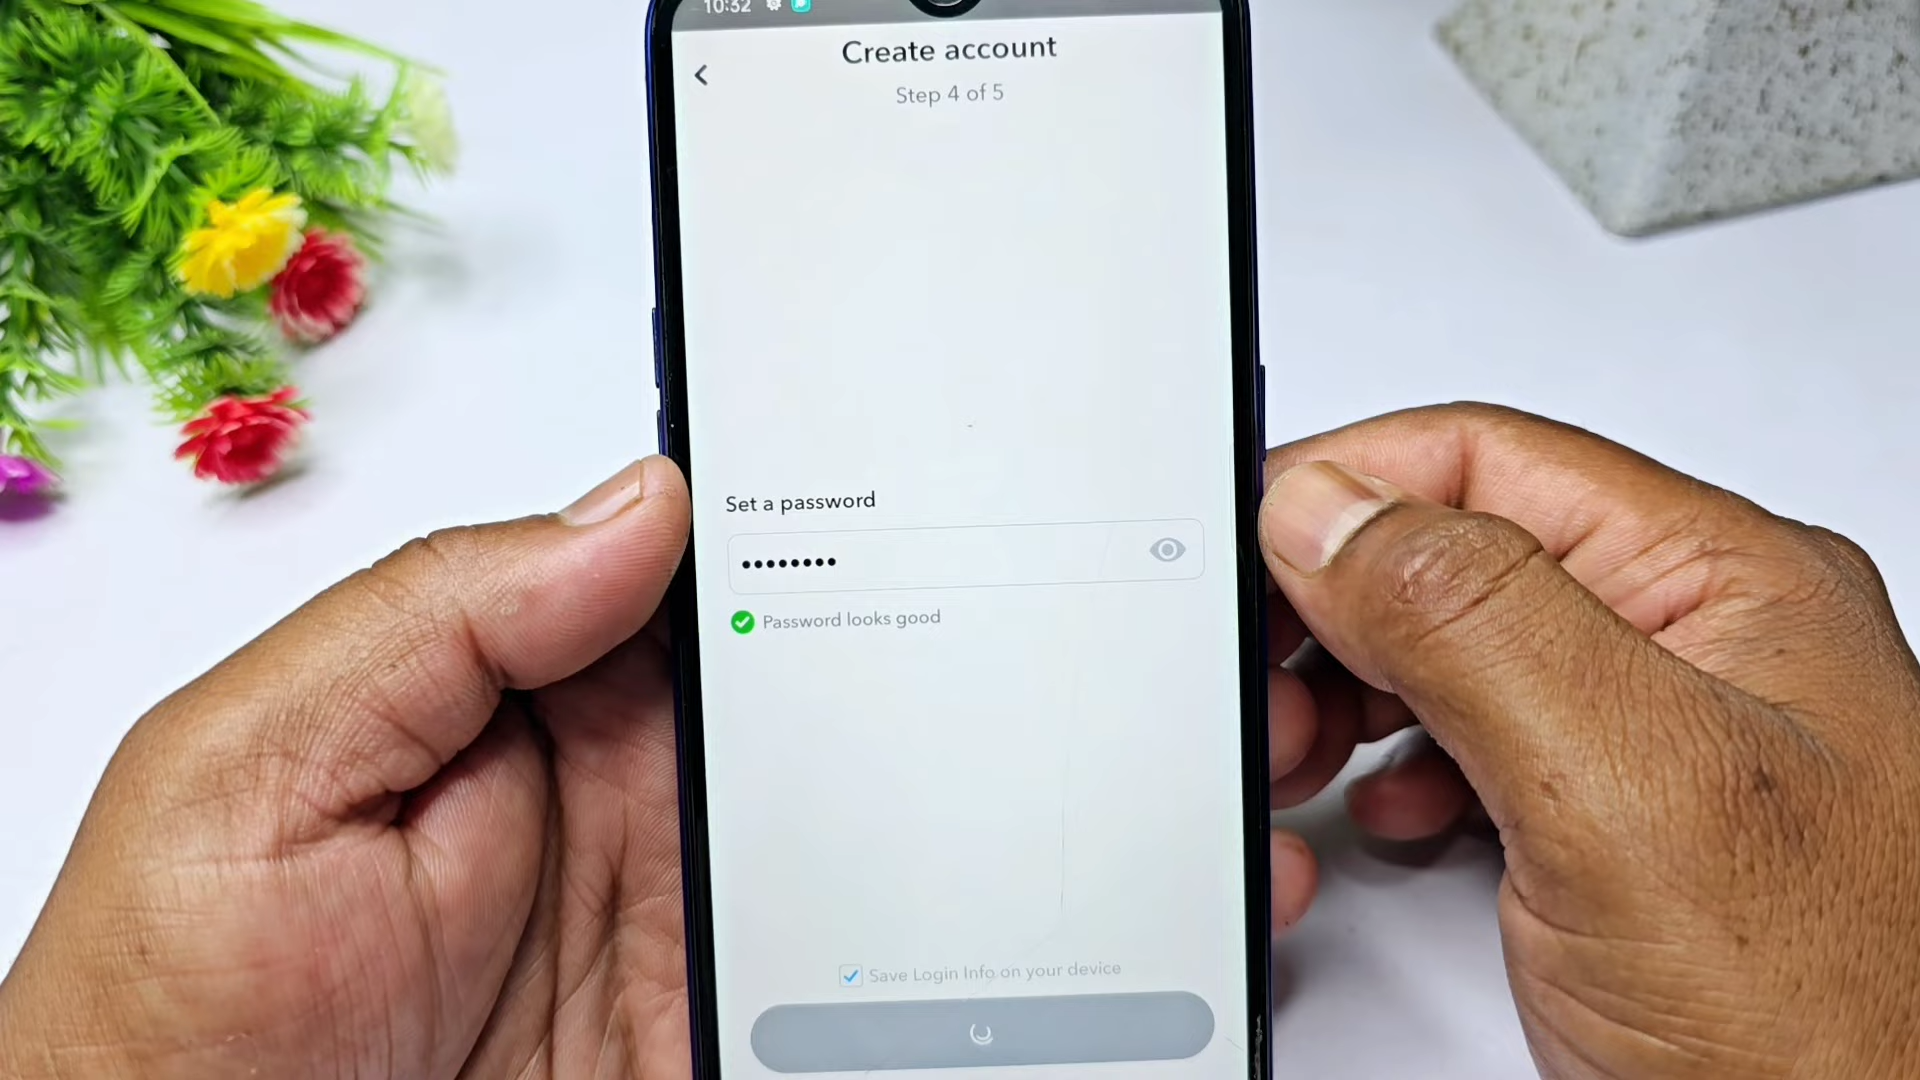 10:32
Create account
Step 4 of 5
Set a password
••••••••
Password looks good
Save Login Info on your device